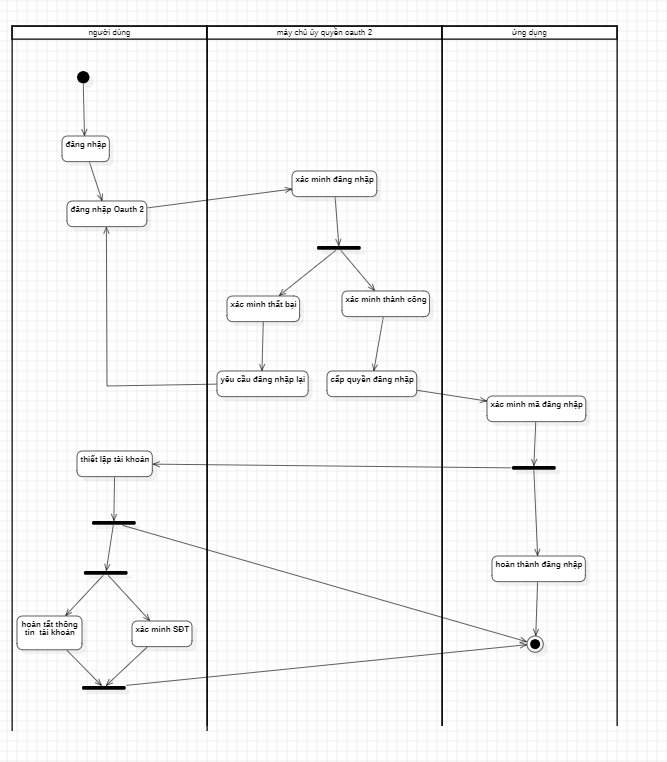 người dùng
máy chủ ủy quyền oauth 2
ứng dụng
đăng nhập
xác minh đăng nhập
đăng nhập Oauth 2
xác minh thất bại
xác minh thành công
yêu cầu đăng nhập lại
cấp quyền đăng nhập
xác minh mã đăng nhập
thiết lập tài khoản
hoàn thành đăng nhập
hoàn tất thông
tin tài khoản
xác minh SĐT